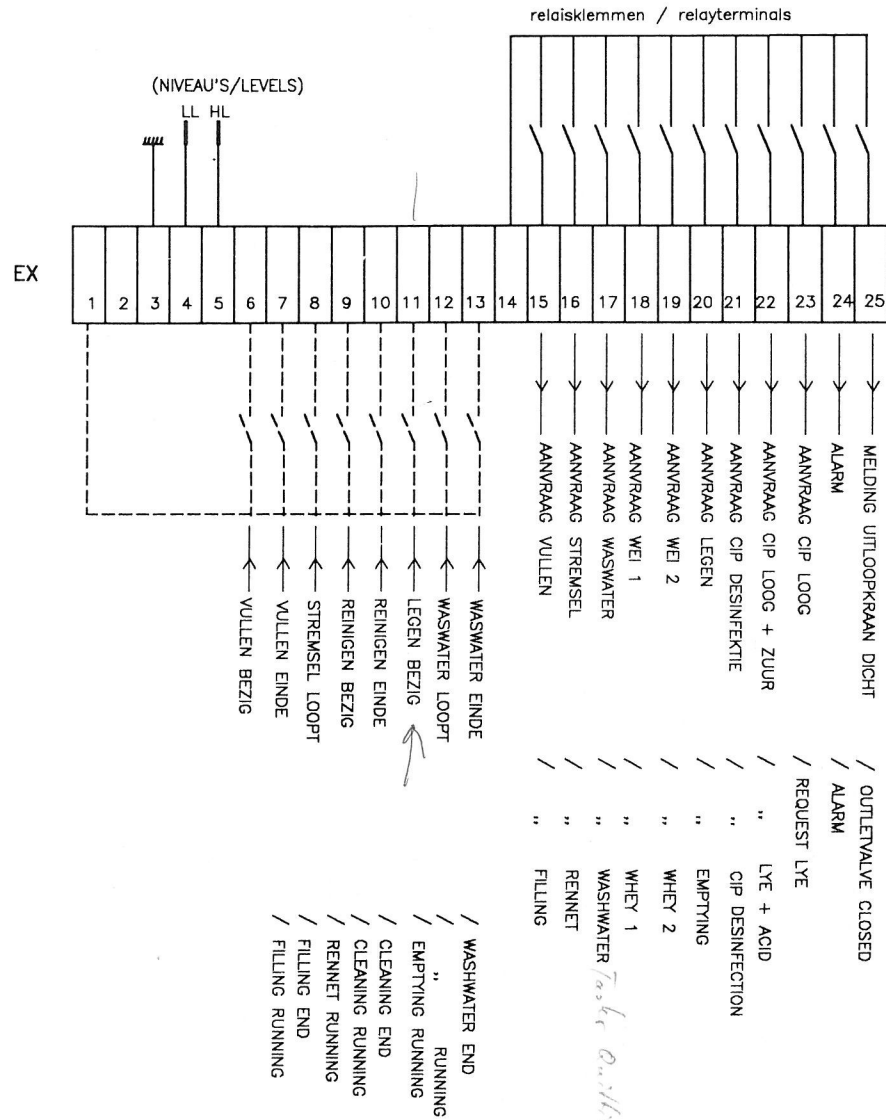 relaisklemmen / relayterminals
(NIVEAU'S/LEVELS)
LL HL
EX
1 2 3 4 5 6 7 8 9 10 11 12 13 14 15 16 17 18 19 20 21 22 23 24 25
MELDING UITLOOPKRAAN DICHT / OUTLETVALVE CLOSED
ALARM / ALARM
AANVRAAG CIP LOOG / REQUEST LYE
AANVRAAG CIP LOOG + ZUUR / ,, LYE + ACID
AANVRAAG CIP DESINFEKTIE / ,, CIP DESINFECTION
AANVRAAG LEGEN / ,, EMPTYING
AANVRAAG WEI 2 / ,, WHEY 2
AANVRAAG WEI 1 / ,, WHEY 1
AANVRAAG WASWATER / ,, WASHWATER
AANVRAAG STREMSEL / ,, RENNET
AANVRAAG VULLEN / ,, FILLING
WASWATER EINDE / WASHWATER END
WASWATER LOOPT / ,, RUNNING
LEGEN BEZIG / EMPTYING RUNNING
REINIGEN EINDE / CLEANING END
REINIGEN BEZIG / CLEANING RUNNING
STREMSEL LOOPT / RENNET RUNNING
VULLEN EINDE / FILLING END
VULLEN BEZIG / FILLING RUNNING